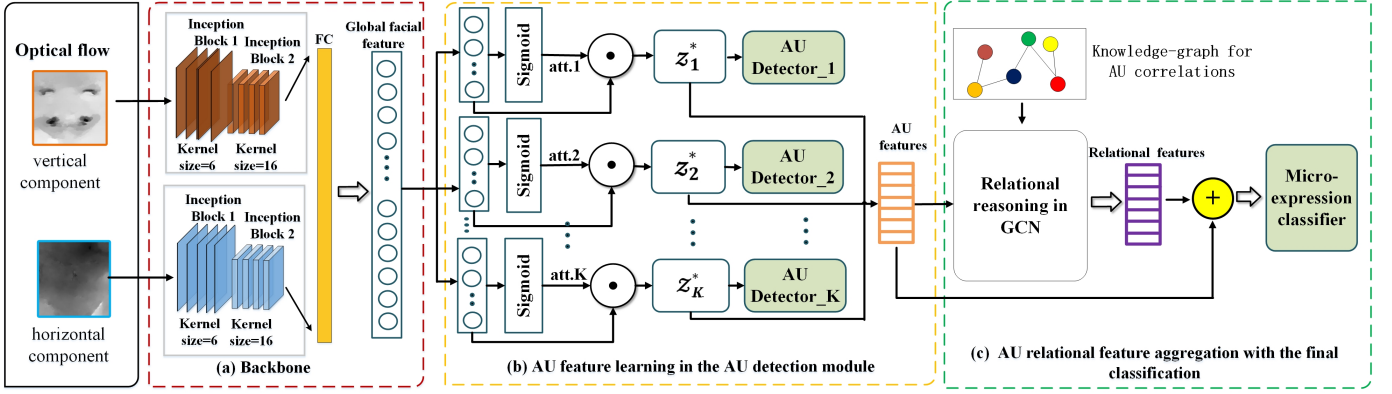 Optical flow
vertical
component
horizontal
component
Inception
Block 1
Inception
Block 2
Kernel
size=6
Kernel
size=16
FC
Inception
Block 1
Inception
Block 2
Kernel
size=6
Kernel
size=16
(a) Backbone
Global facial
feature
Sigmoid
att.1
z₁*
AU
Detector_1
Sigmoid
att.2
z₂*
AU
Detector_2
Sigmoid
att.K
z_K*
AU
Detector_K
(b) AU feature learning in the AU detection module
AU
features
Knowledge-graph for
AU correlations
Relational
reasoning in
GCN
Relational features
+
Micro-
expression
classifier
(c) AU relational feature aggregation with the final
classification